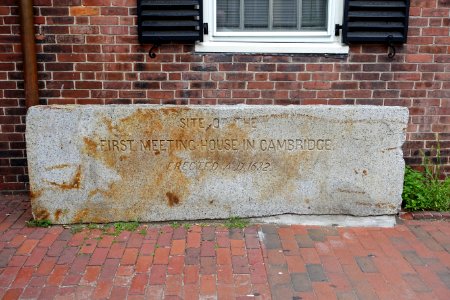 SITE OF THE
FIRST MEETING HOUSE IN CAMBRIDGE
ERECTED A.D. 1632